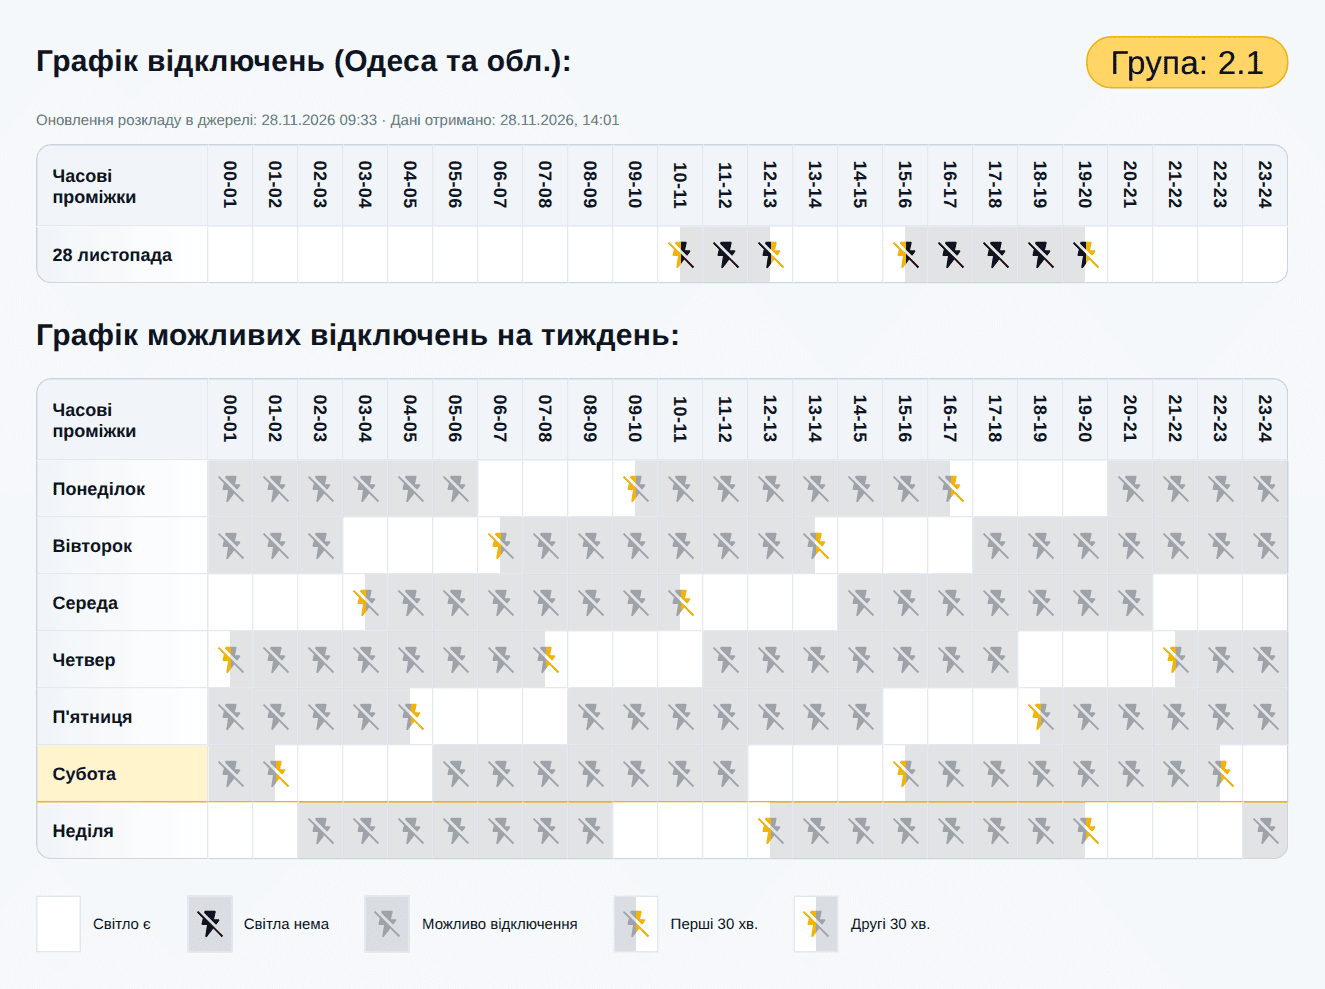 Графік відключень (Одеса та обл.):
Група: 2.1
Оновлення розкладу в джерелі: 28.11.2026 09:33 · Дані отримано: 28.11.2026, 14:01
Часові
проміжки
00-01 01-02 02-03 03-04 04-05 05-06 06-07 07-08 08-09 09-10 10-11 11-12 12-13 13-14 14-15 15-16 16-17 17-18 18-19 19-20 20-21 21-22 22-23 23-24
28 листопада
Графік можливих відключень на тиждень:
Часові
проміжки
00-01 01-02 02-03 03-04 04-05 05-06 06-07 07-08 08-09 09-10 10-11 11-12 12-13 13-14 14-15 15-16 16-17 17-18 18-19 19-20 20-21 21-22 22-23 23-24
Понеділок
Вівторок
Середа
Четвер
П'ятниця
Субота
Неділя
Світло є
Світла нема
Можливо відключення
Перші 30 хв.
Другі 30 хв.